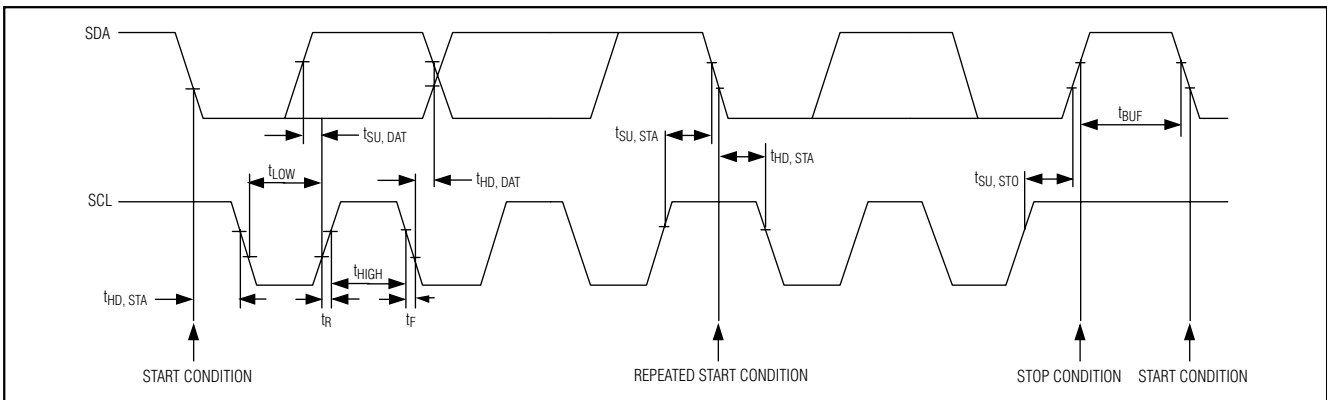 SDA
tSU, DAT
tSU, STA
tBUF
tLOW
tHD, STA
tHD, DAT
tSU, STO
SCL
tHIGH
tHD, STA
tR
tF
START CONDITION
REPEATED START CONDITION
STOP CONDITION
START CONDITION